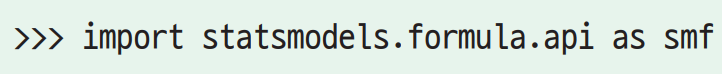 >>> import statsmodels.formula.api as smf